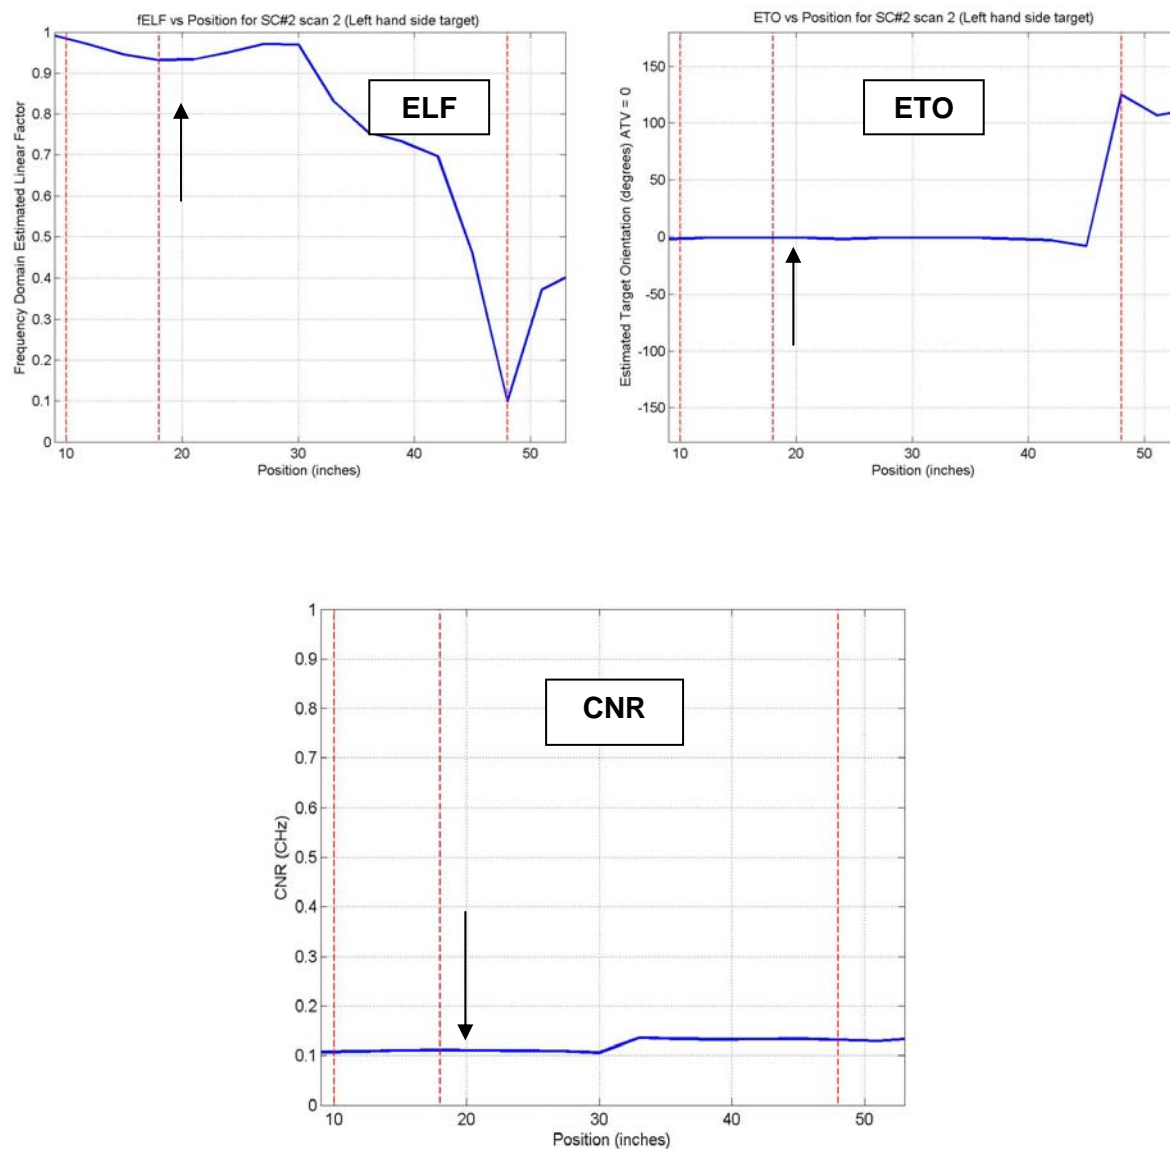 fELF vs Position for SC#2 scan 2 (Left hand side target)
Frequency Domain Estimated Linear Factor
1
0.9
0.8
0.7
0.6
0.5
0.4
0.3
0.2
0.1
0
ELF
10 20 30 40 50
Position (inches)
ETO vs Position for SC#2 scan 2 (Left hand side target)
Estimated Target Orientation (degrees) ATV = 0
150
100
50
0
-50
-100
-150
ETO
10 20 30 40 50
Position (inches)
CNR (CHz)
1
0.9
0.8
0.7
0.6
0.5
0.4
0.3
0.2
0.1
0
CNR
10 20 30 40 50
Position (inches)